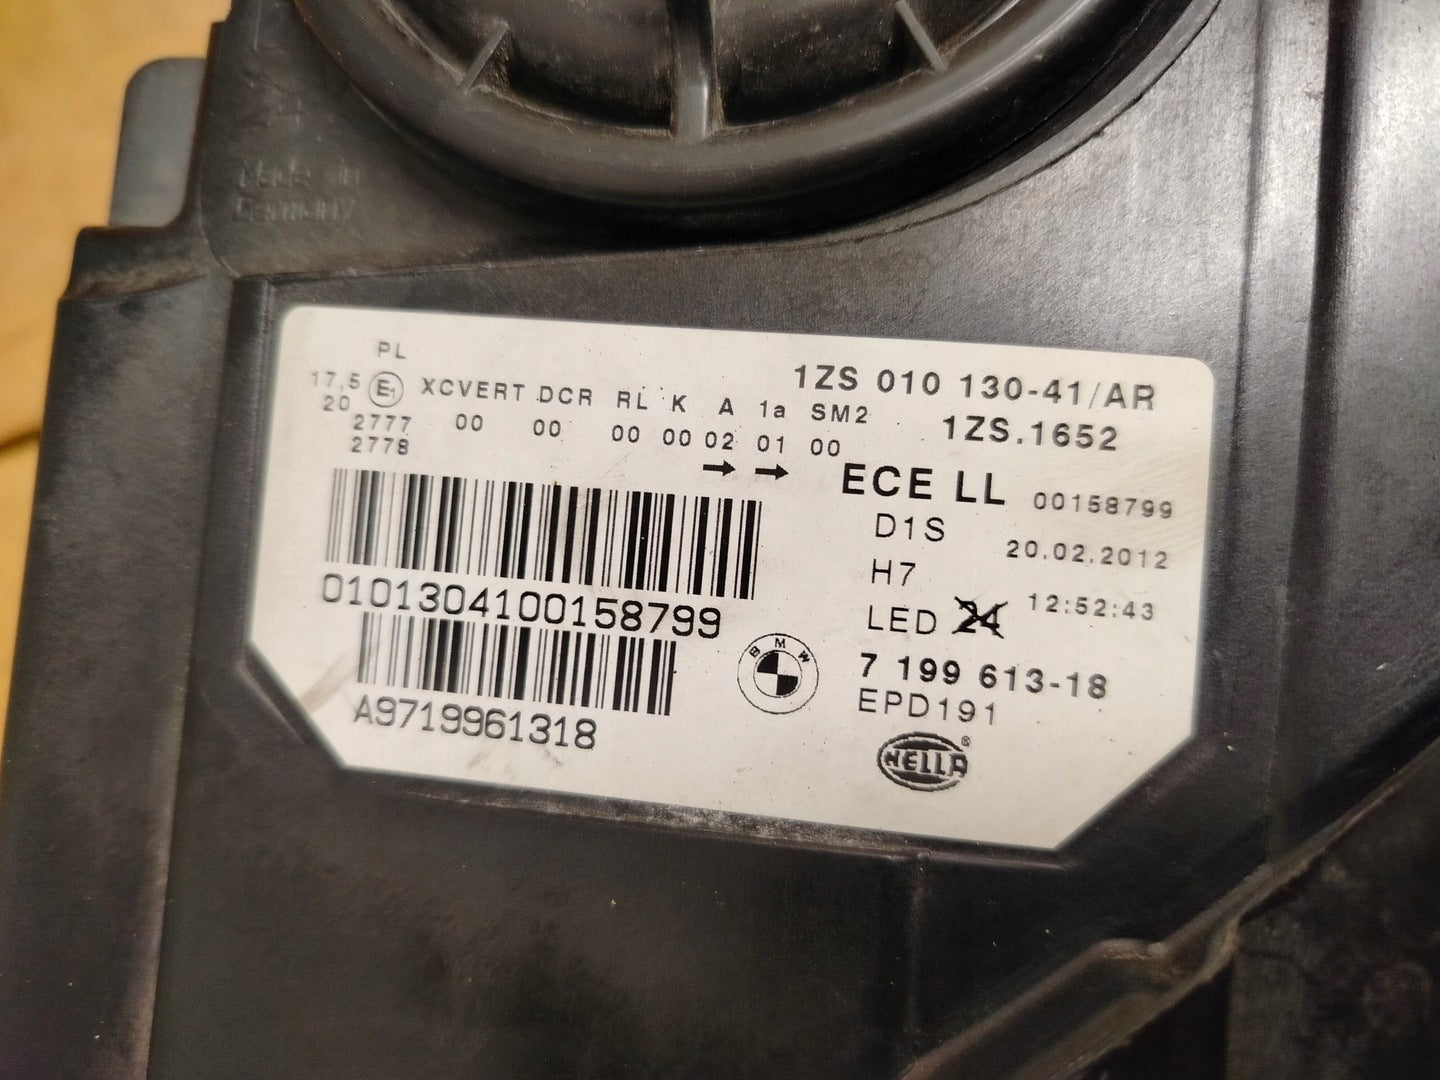 Made in
Germany
PL
17,5 E1 XCVERT DCR RL K A 1a SM2
20 2777 00 00 00 00 02 01 00
2778
1ZS 010 130-41/AR
1ZS.1652
ECE LL 00158799
D1S 20.02.2012
H7
LED 24 12:52:43
0101304100158799
BMW
7 199 613-18
EPD191
A9719961318
HELLA®